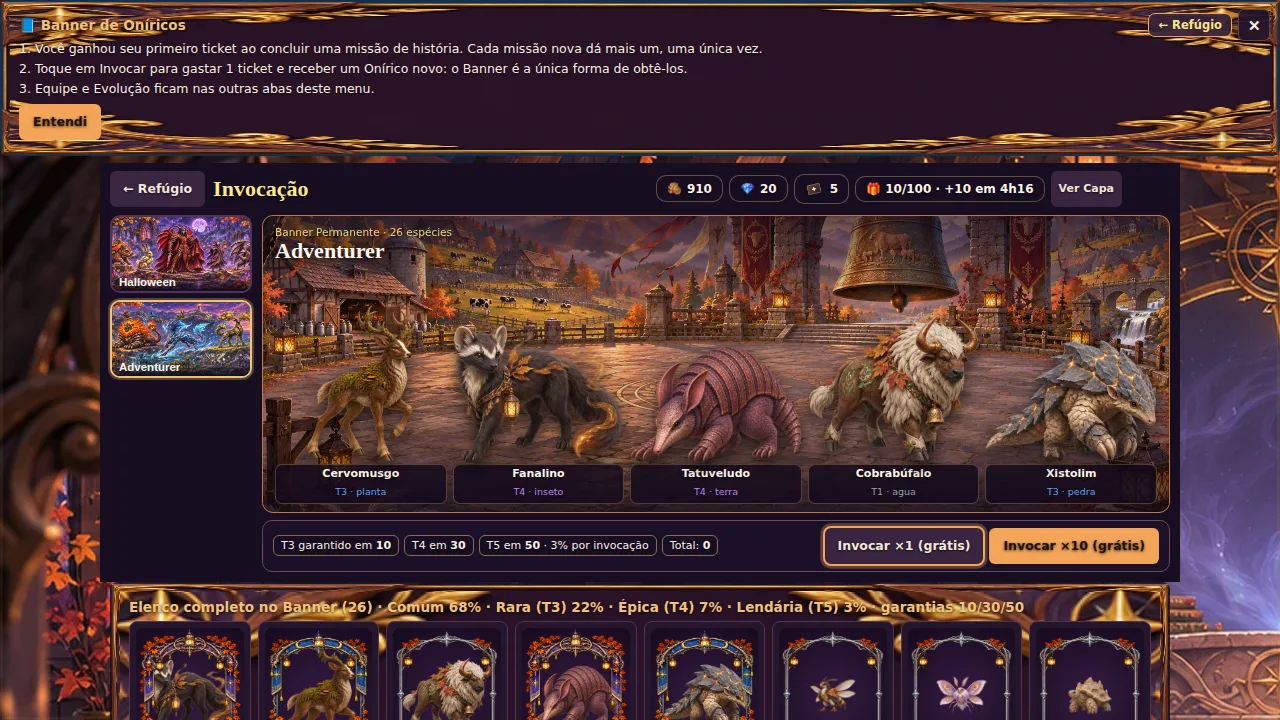 Banner de Oníricos
← Refúgio
×
1. Você ganhou seu primeiro ticket ao concluir uma missão de história. Cada missão nova dá mais um, uma única vez.
2. Toque em Invocar para gastar 1 ticket e receber um Onírico novo: o Banner é a única forma de obtê-los.
3. Equipe e Evolução ficam nas outras abas deste menu.
Entendi
← Refúgio
Invocação
910
20
5
10/100 · +10 em 4h16
Ver Capa
Halloween
Adventurer
Banner Permanente · 26 espécies
Adventurer
Cervomusgo
T3 · planta
Fanalino
T4 · inseto
Tatuveludo
T4 · terra
Cobrabúfalo
T1 · agua
Xistolim
T3 · pedra
T3 garantido em 10
T4 em 30
T5 em 50 · 3% por invocação
Total: 0
Invocar ×1 (grátis)
Invocar ×10 (grátis)
Elenco completo no Banner (26) · Comum 68% · Rara (T3) 22% · Épica (T4) 7% · Lendária (T5) 3% · garantias 10/30/50